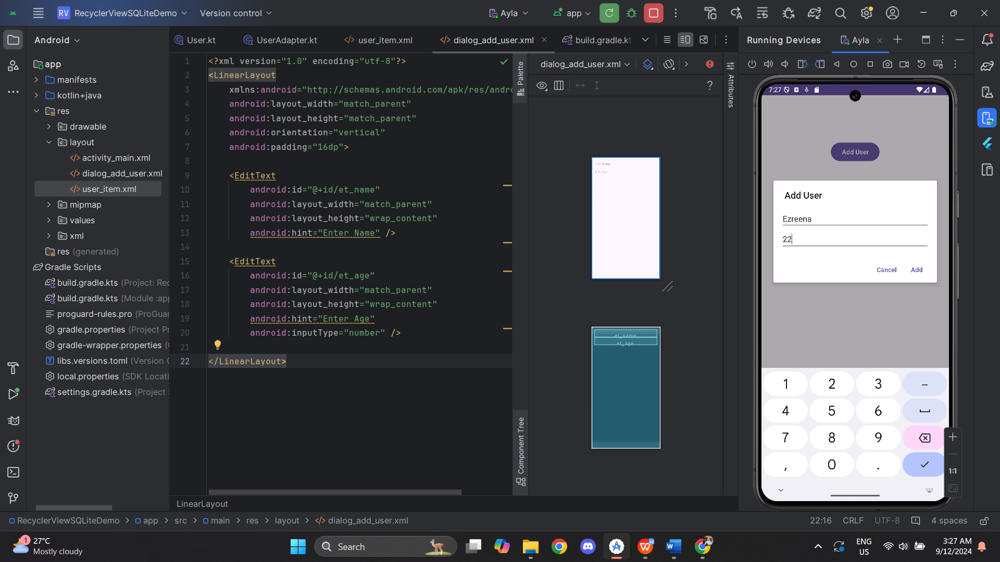 RV RecyclerViewSQLiteDemo Version control Ayla app
Android
User.kt UserAdapter.kt user_item.xml dialog_add_user.xml build.gradle.kt
Running Devices Ayla
app
manifests
kotlin+java
res
drawable
layout
activity_main.xml
dialog_add_user.xml
user_item.xml
mipmap
values
xml
res (generated)
Gradle Scripts
build.gradle.kts (Project: Rec
build.gradle.kts (Module :app
proguard-rules.pro (ProGuar
gradle.properties (Project Pr
gradle-wrapper.properties (
libs.versions.toml (Version C
local.properties (SDK Locati
settings.gradle.kts (Project
1 <?xml version="1.0" encoding="utf-8"?>
2 <LinearLayout
3 xmlns:android="http://schemas.android.com/apk/res/andro
4 android:layout_width="match_parent"
5 android:layout_height="match_parent"
6 android:orientation="vertical"
7 android:padding="16dp">
8
9 <EditText
10 android:id="@+id/et_name"
11 android:layout_width="match_parent"
12 android:layout_height="wrap_content"
13 android:hint="Enter Name" />
14
15 <EditText
16 android:id="@+id/et_age"
17 android:layout_width="match_parent"
18 android:layout_height="wrap_content"
19 android:hint="Enter Age"
20 android:inputType="number" />
21
22 </LinearLayout>
LinearLayout
Palette
Component Tree
dialog_add_user.xml
?
Enter Name
Enter Age
et_name
et_age
Attributes
7:27
Add User
Add User
Ezreena
22
Cancel Add
1 2 3 –
4 5 6
7 8 9
, 0 .
1:1
RecyclerViewSQLiteDemo > app > src > main > res > layout > dialog_add_user.xml
22:16 CRLF UTF-8 4 spaces
1 27°C
Mostly cloudy
Search
ENG
US
3:27 AM
9/12/2024